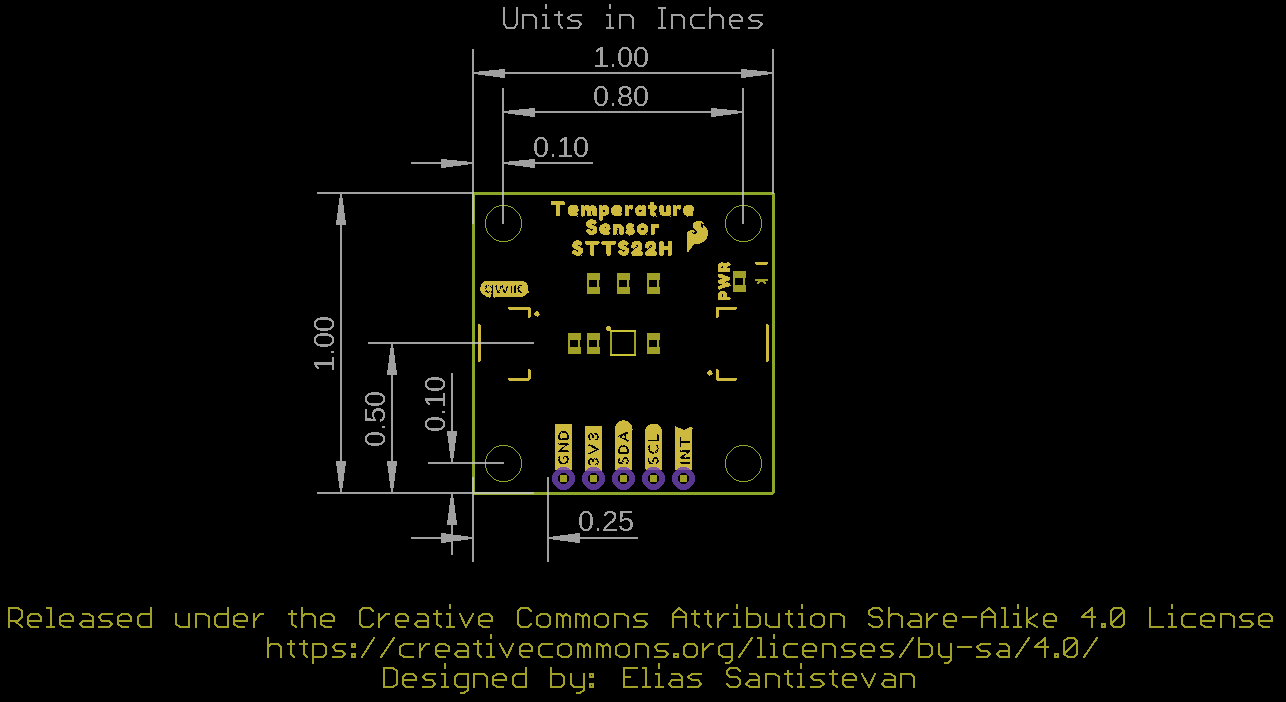 Units in Inches
1.00
0.80
0.10
Temperature
Sensor
STTS22H
PWR
qwiic
1.00
0.50
0.10
GND
3V3
SDA
SCL
INT
0.25
Released under the Creative Commons Attribution Share-Alike 4.0 License
https://creativecommons.org/licenses/by-sa/4.0/
Designed by: Elias Santistevan